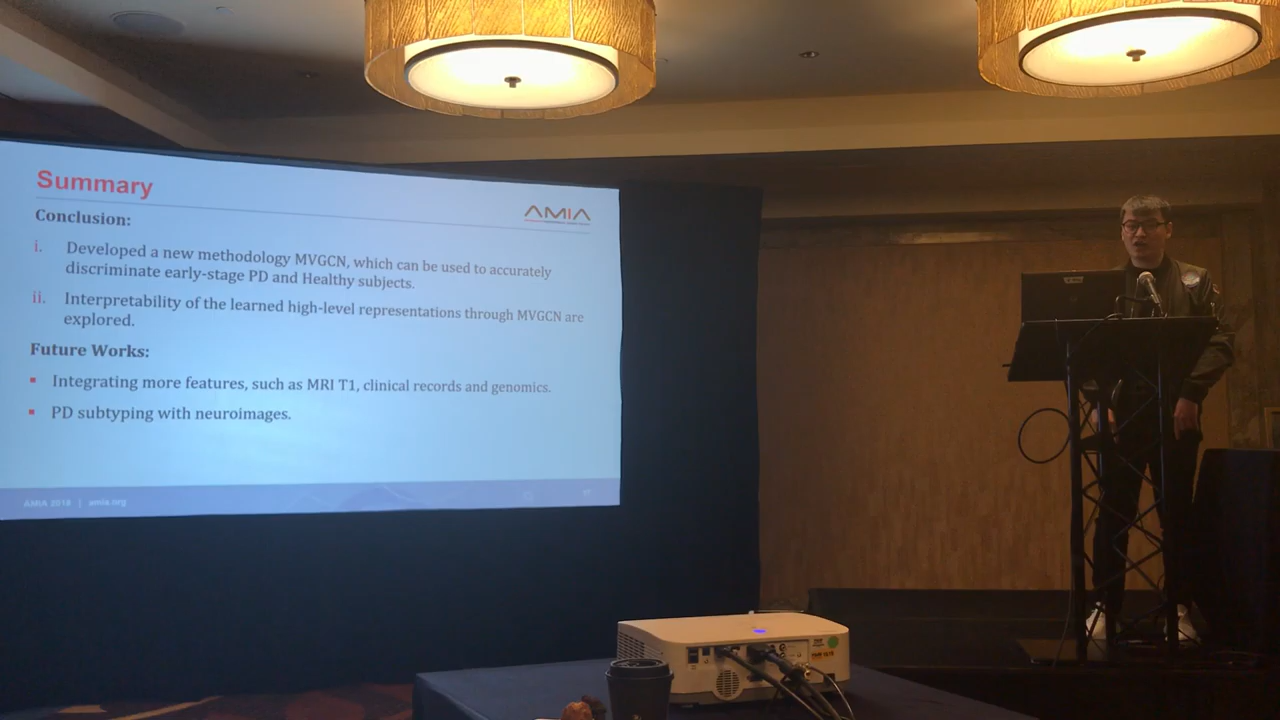 Summary
AMIA
Conclusion:
i. Developed a new methodology MVGCN, which can be used to accurately
discriminate early-stage PD and Healthy subjects.
ii. Interpretability of the learned high-level representations through MVGCN are
explored.
Future Works:
▪ Integrating more features, such as MRI T1, clinical records and genomics.
▪ PD subtyping with neuroimages.
AMIA 2018 | amia.org